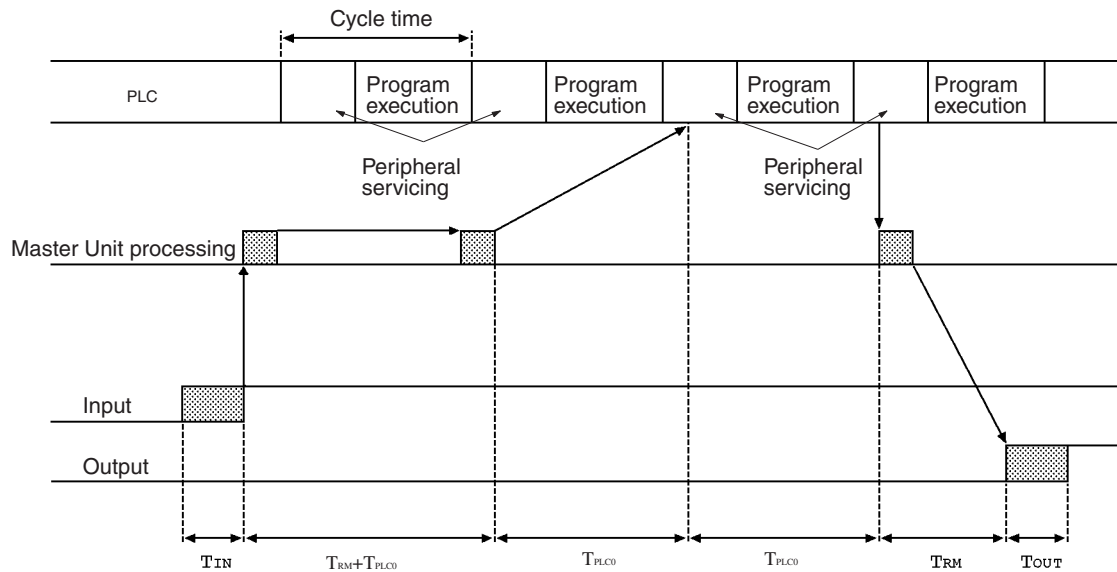 Cycle time
PLC
Program
execution
Program
execution
Program
execution
Program
execution
Peripheral
servicing
Peripheral
servicing
Master Unit processing
Input
Output
TIN
TRM+TPLC0
TPLC0
TPLC0
TRM
TOUT